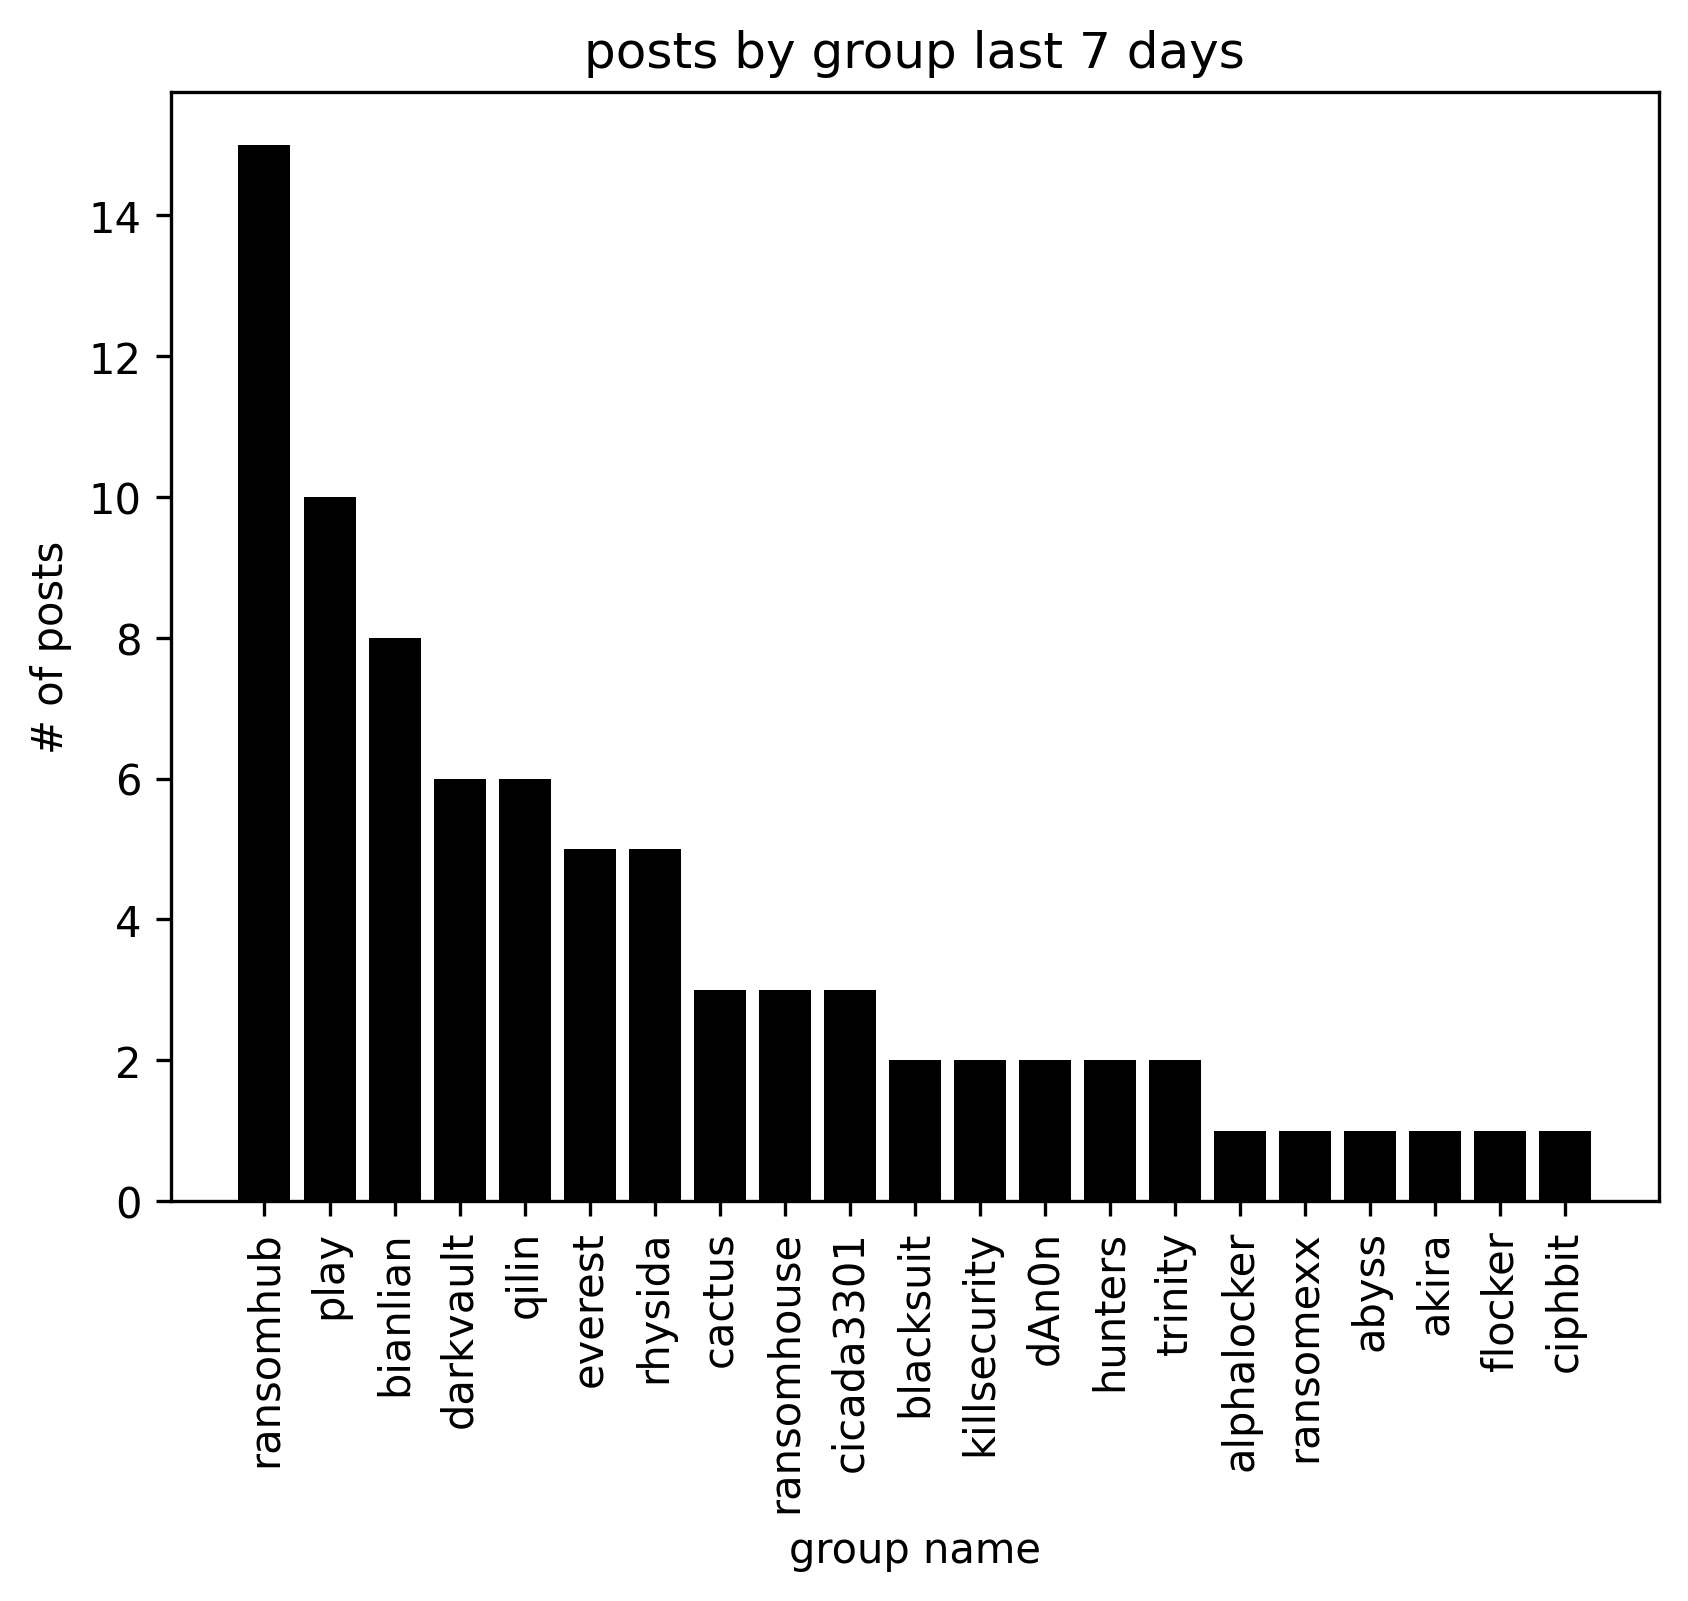 posts by group last 7 days
# of posts
14
12
10
8
6
4
2
0
ransomhub
play
bianlian
darkvault
qilin
everest
rhysida
cactus
ransomhouse
cicada3301
blacksuit
killsecurity
dAn0n
hunters
trinity
alphalocker
ransomexx
abyss
akira
flocker
ciphbit
group name